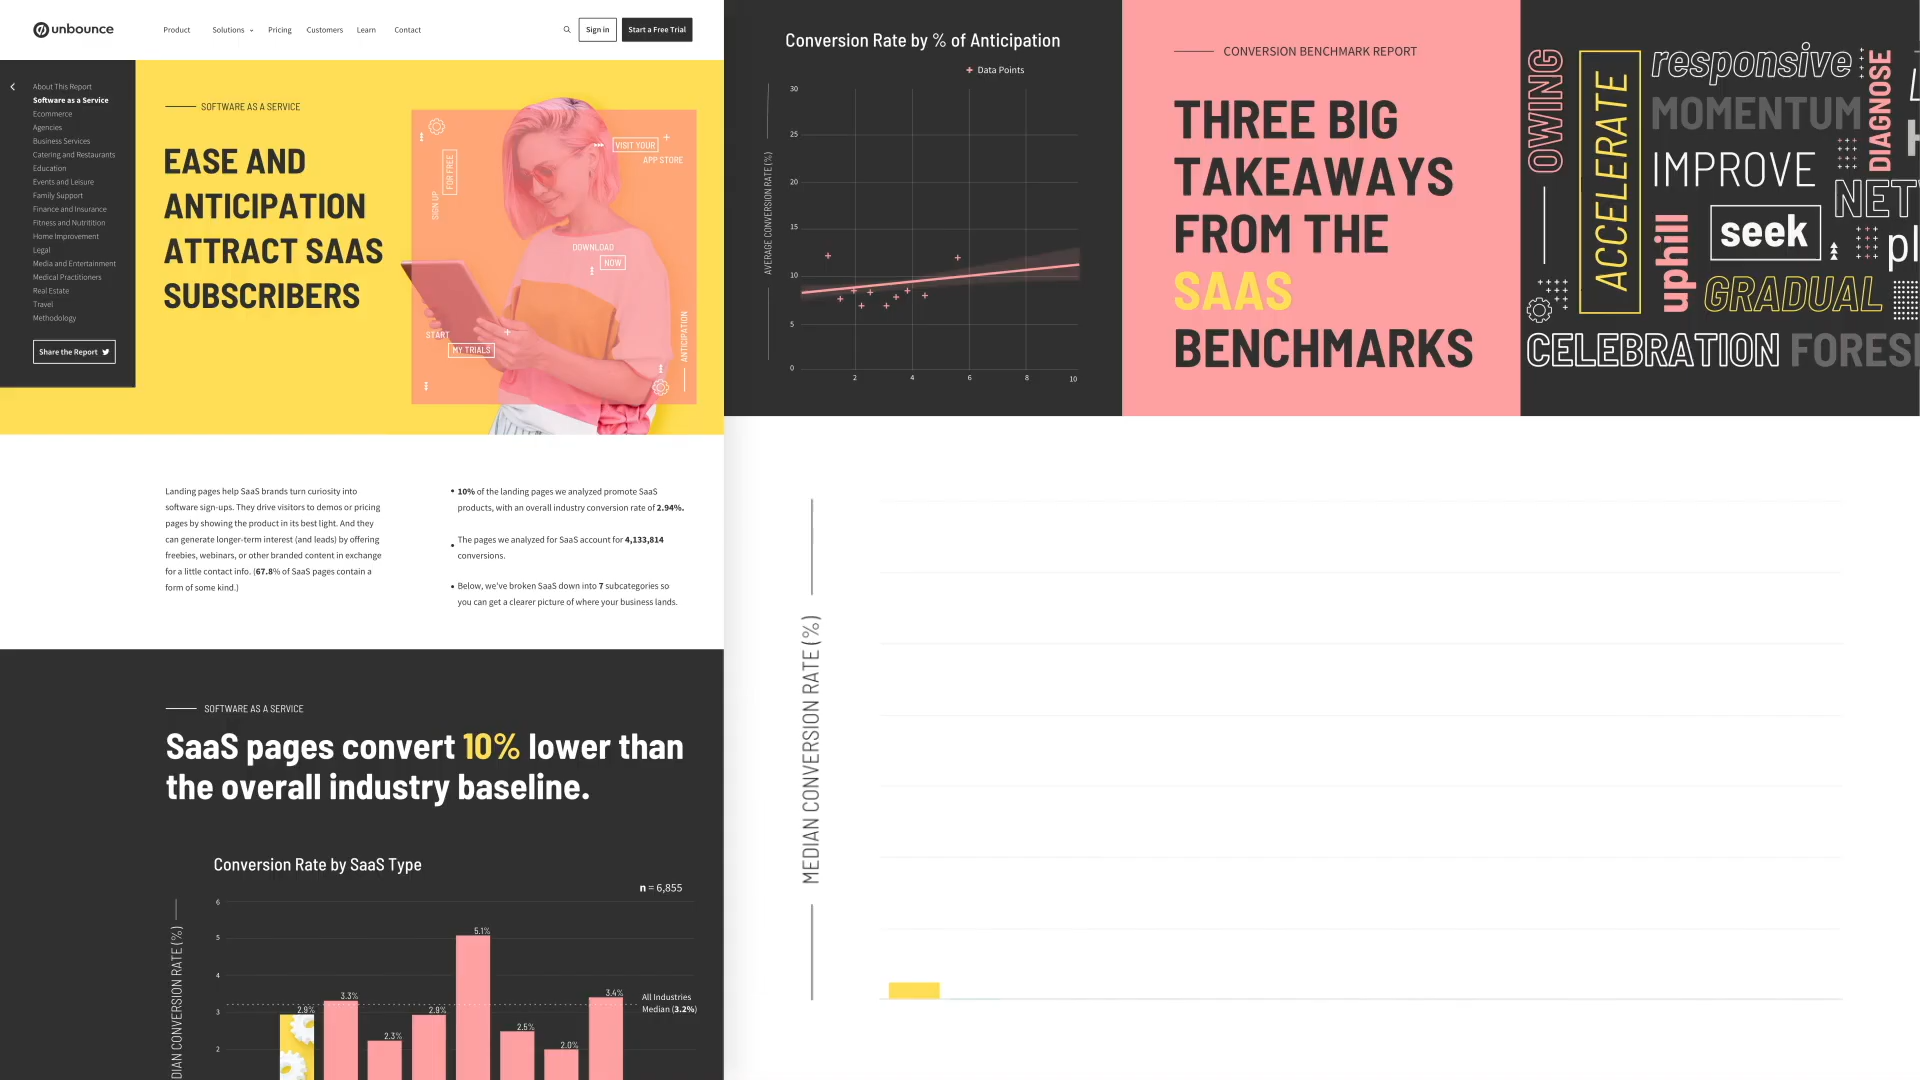 unbounce
Product
Solutions
Pricing
Customers
Learn
Contact
Sign in
Start a Free Trial
About This Report
Software as a Service
Ecommerce
Agencies
Business Services
Catering and Restaurants
Education
Events and Leisure
Family Support
Finance and Insurance
Fitness and Nutritition
Home Improvement
Legal
Media and Entertainment
Medical Practitioners
Real Estate
Travel
Methodology
Share the Report
SOFTWARE AS A SERVICE
EASE AND
ANTICIPATION
ATTRACT SAAS
SUBSCRIBERS
SIGN UP
FOR FREE
VISIT YOUR
APP STORE
DOWNLOAD
NOW
START
MY TRIALS
ANTICIPATION
Landing pages help SaaS brands turn curiosity into
software sign-ups. They drive visitors to demos or pricing
pages by showing the product in its best light. And they
can generate longer-term interest (and leads) by offering
freebies, webinars, or other branded content in exchange
for a little contact info. (67.8% of SaaS pages contain a
form of some kind.)
• 10% of the landing pages we analyzed promote SaaS
products, with an overall industry conversion rate of 2.94%.
• The pages we analyzed for SaaS account for 4,133,814
conversions.
• Below, we've broken SaaS down into 7 subcategories so
you can get a clearer picture of where your business lands.
SOFTWARE AS A SERVICE
SaaS pages convert 10% lower than
the overall industry baseline.
Conversion Rate by SaaS Type
n = 6,855
6
5
4
3
2
DIAN CONVERSION RATE (%)
2.9%
3.3%
2.3%
2.9%
5.1%
2.5%
2.0%
3.4%
All Industries
Median (3.2%)
Conversion Rate by % of Anticipation
Data Points
AVERAGE CONVERSION RATE (%)
30
25
20
15
10
5
0
2
4
6
8
10
CONVERSION BENCHMARK REPORT
THREE BIG
TAKEAWAYS
FROM THE
SAAS
BENCHMARKS
OWING
ACCELERATE
responsive
MOMENTUM
DIAGNOSE
IMPROVE
NET
uphill
seek
pl
GRADUAL
CELEBRATION
FORES
MEDIAN CONVERSION RATE (%)